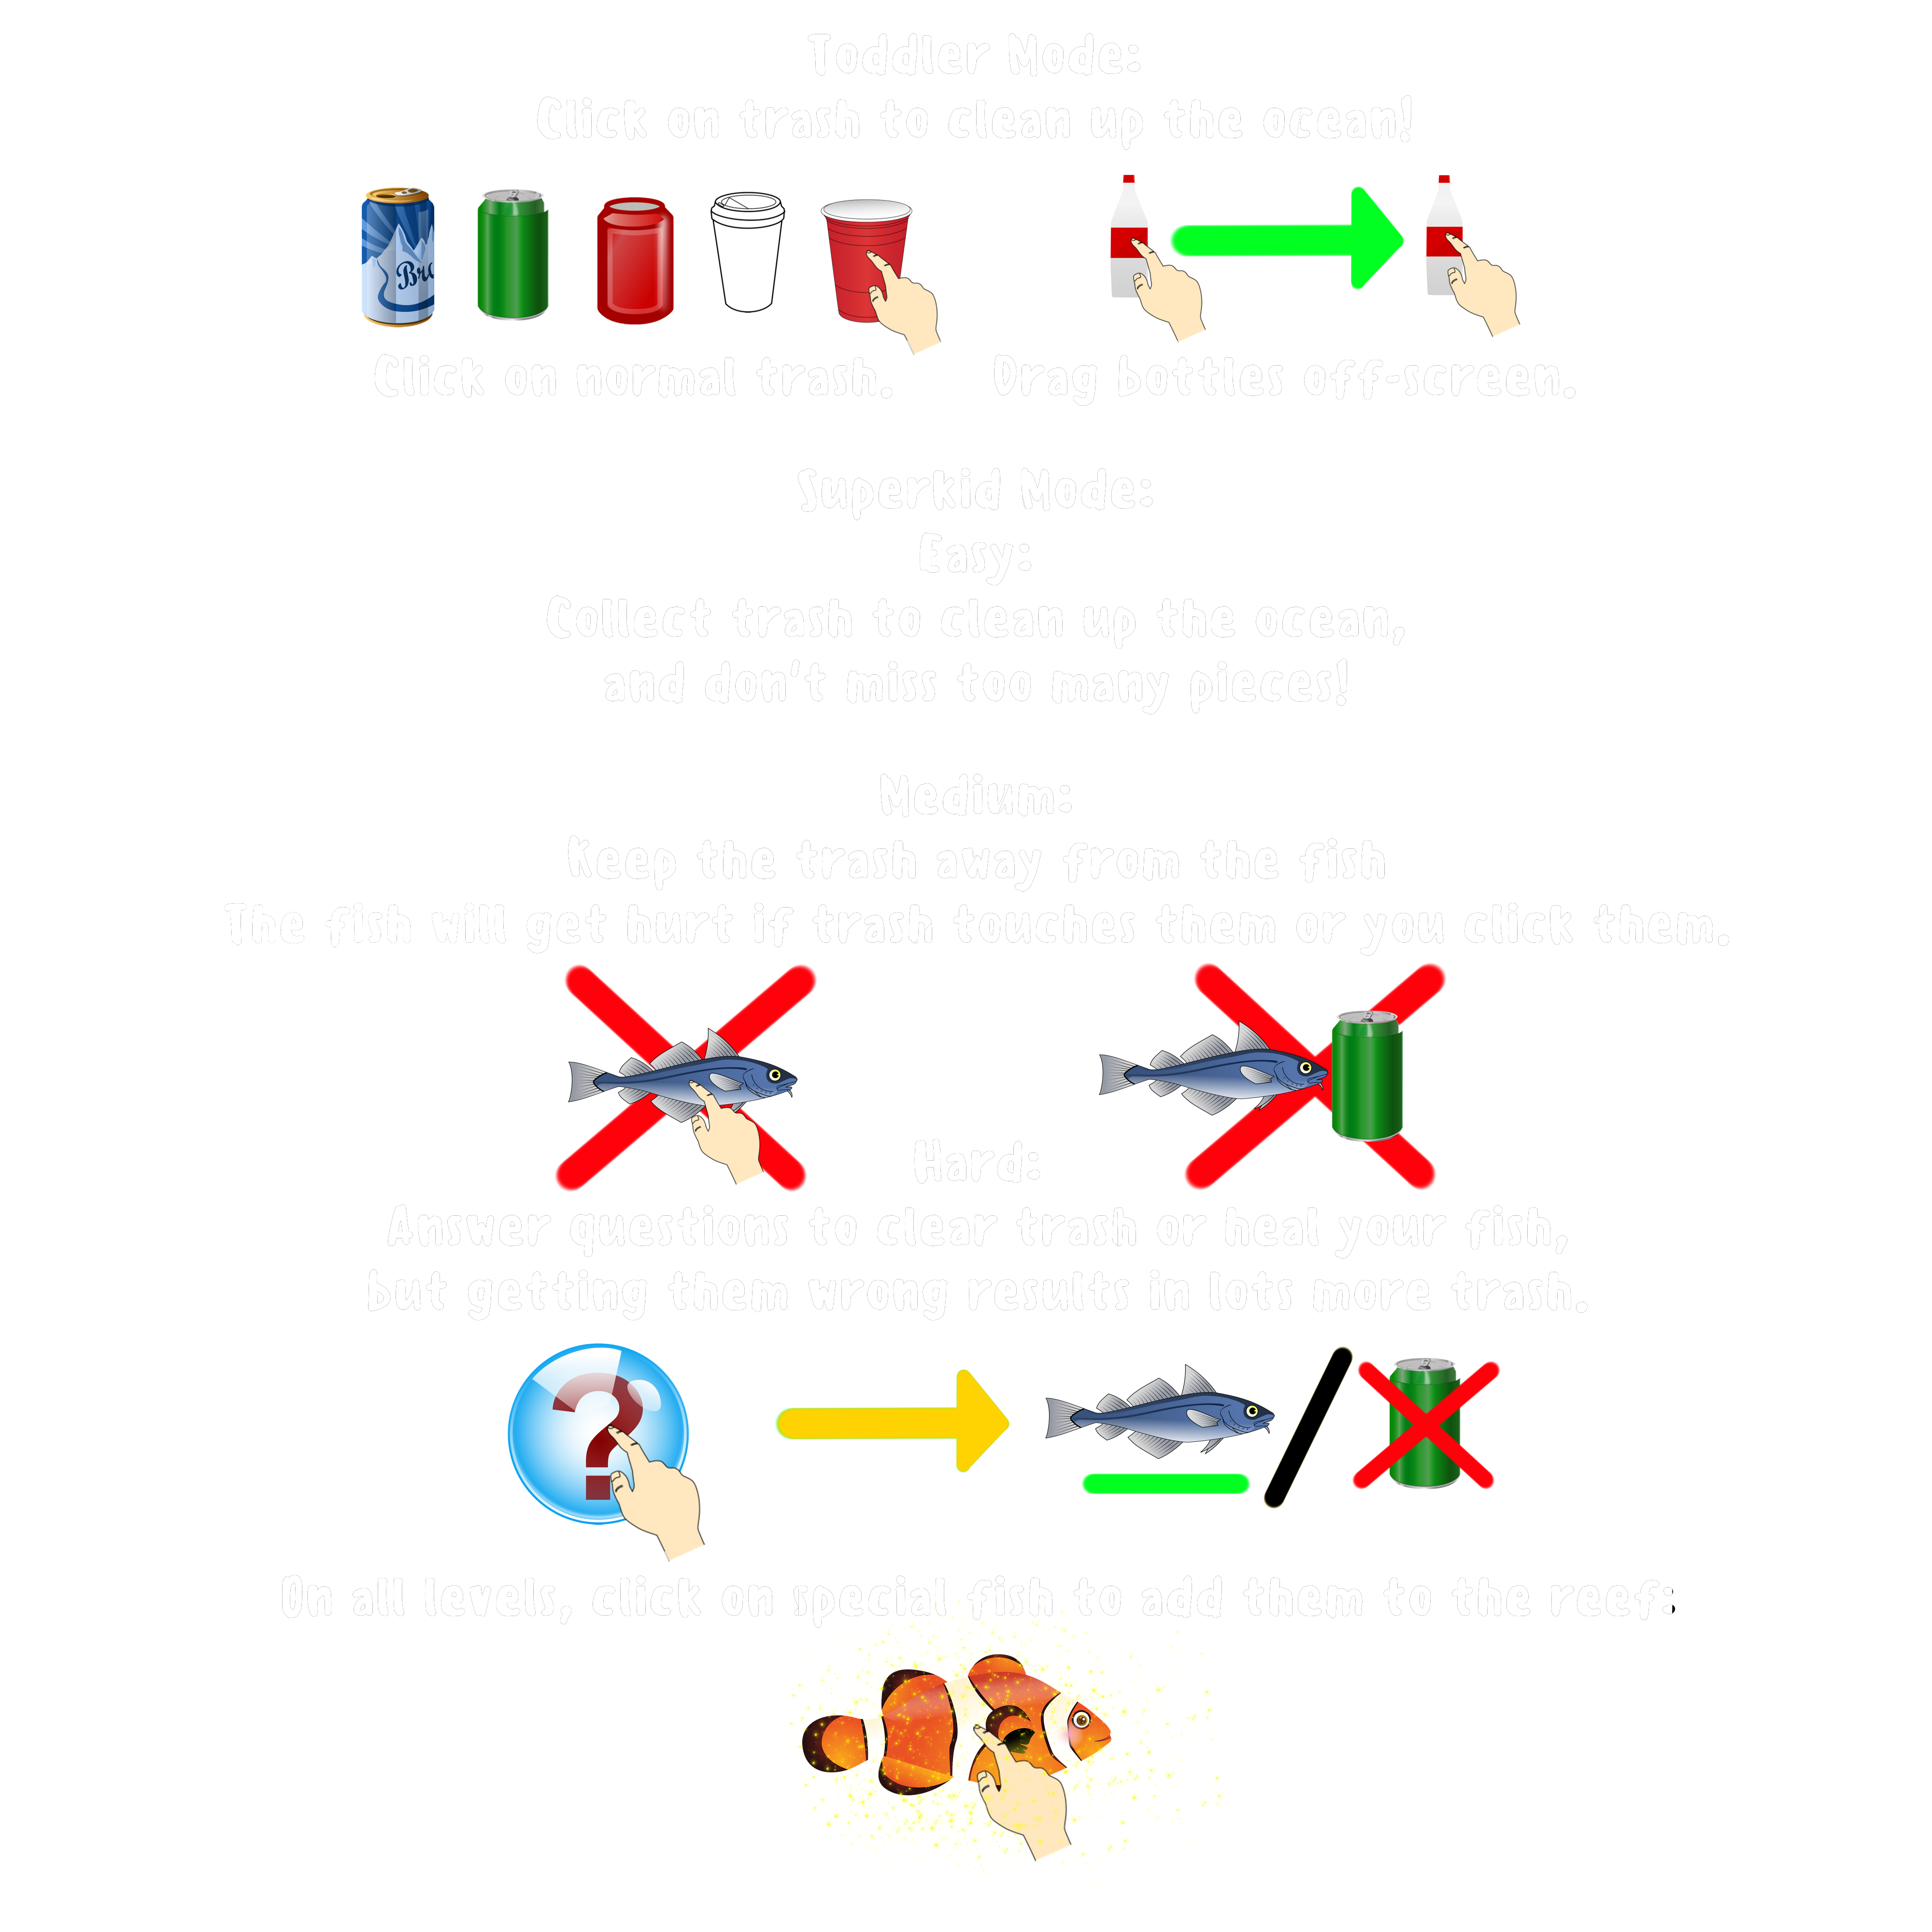 Toddler Mode:
Click on trash to clean up the ocean!
Bro
Click on normal trash.
Drag bottles off-screen.
Superkid Mode:
Easy:
Collect trash to clean up the ocean,
and don't miss too many pieces!
Medium:
Keep the trash away from the fish
The fish will get hurt if trash touches them or you click them.
Hard:
Answer questions to clear trash or heal your fish,
but getting them wrong results in lots more trash.
?
On all levels, click on special fish to add them to the reef: